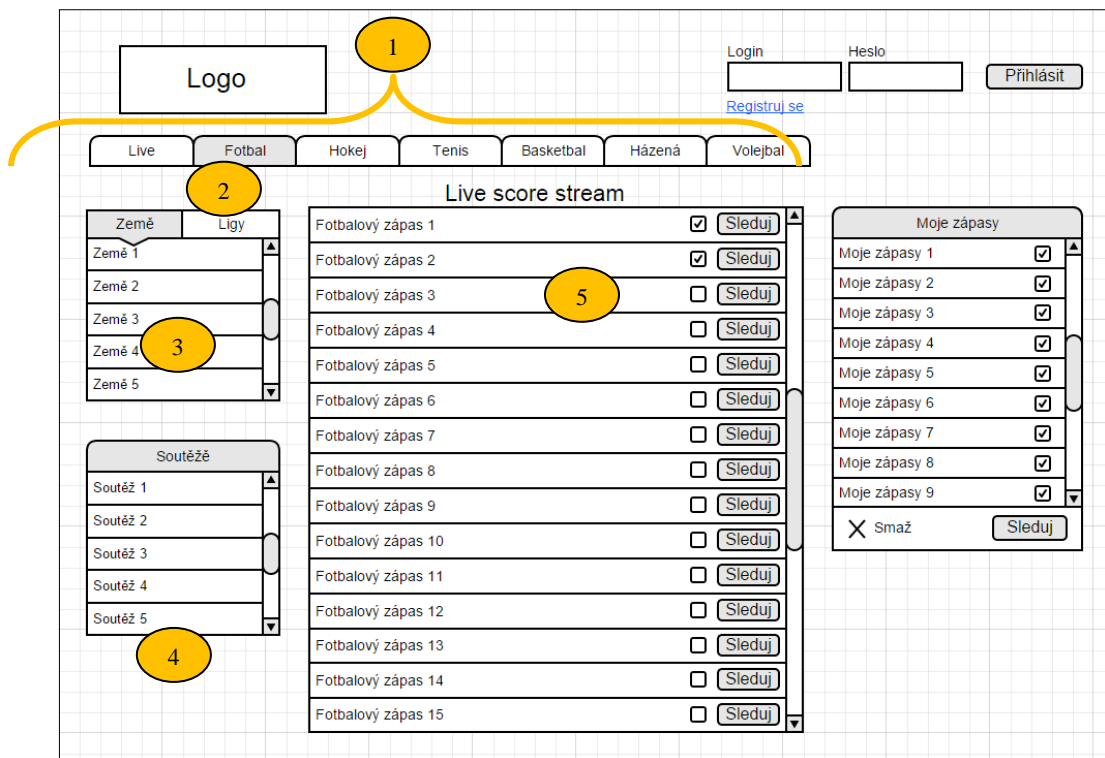 1
Login Heslo
Logo
Přihlásit
Registruj se
Live Fotbal Hokej Tenis Basketbal Házená Volejbal
2
Live score stream
Země Ligy
Země 1
Země 2
Země 3
3
Země 4
Země 5
Soutěžě
Soutěž 1
Soutěž 2
Soutěž 3
Soutěž 4
Soutěž 5
4
Fotbalový zápas 1 Sleduj
Fotbalový zápas 2 Sleduj
5
Fotbalový zápas 3 Sleduj
Fotbalový zápas 4 Sleduj
Fotbalový zápas 5 Sleduj
Fotbalový zápas 6 Sleduj
Fotbalový zápas 7 Sleduj
Fotbalový zápas 8 Sleduj
Fotbalový zápas 9 Sleduj
Fotbalový zápas 10 Sleduj
Fotbalový zápas 11 Sleduj
Fotbalový zápas 12 Sleduj
Fotbalový zápas 13 Sleduj
Fotbalový zápas 14 Sleduj
Fotbalový zápas 15 Sleduj
Moje zápasy
Moje zápasy 1
Moje zápasy 2
Moje zápasy 3
Moje zápasy 4
Moje zápasy 5
Moje zápasy 6
Moje zápasy 7
Moje zápasy 8
Moje zápasy 9
Smaž Sleduj